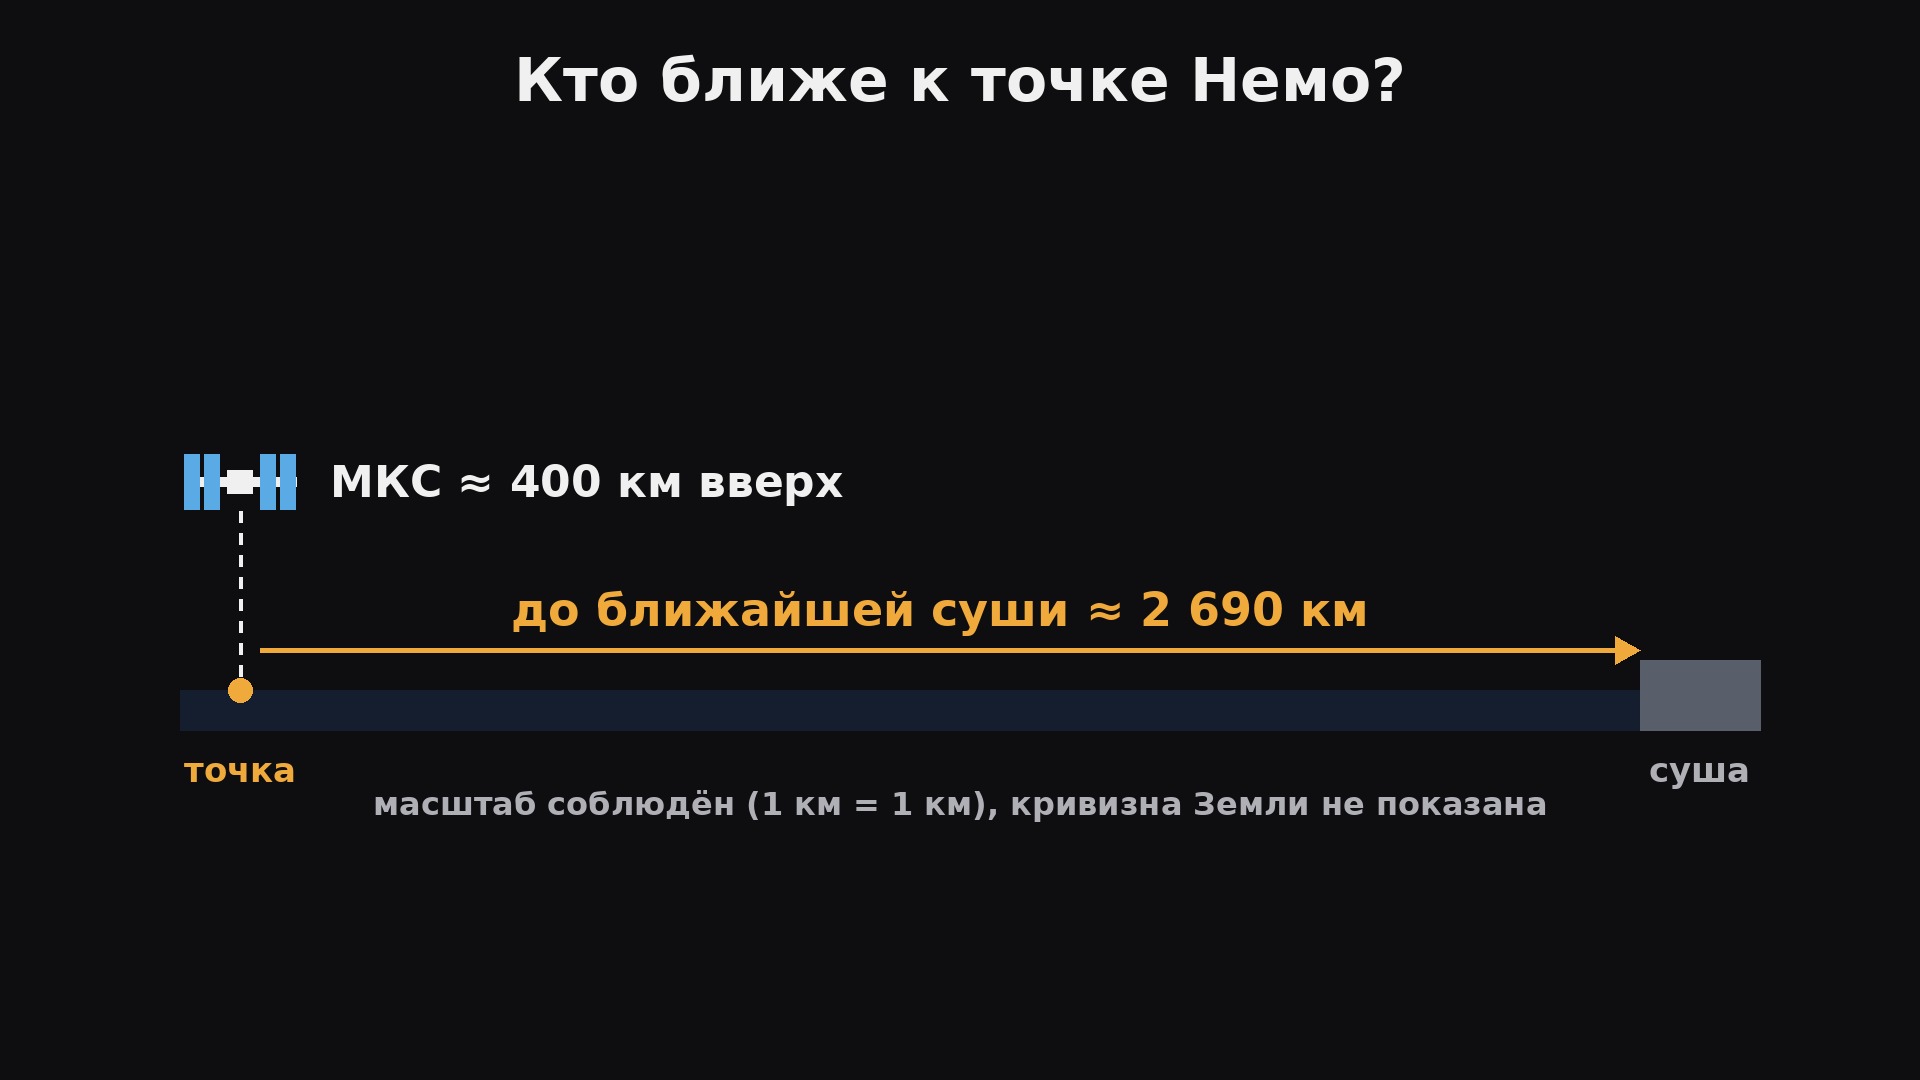 Кто ближе к точке Немо?
МКС ≈ 400 км вверх
до ближайшей суши ≈ 2 690 км
точка
суша
масштаб соблюдён (1 км = 1 км), кривизна Земли не показана